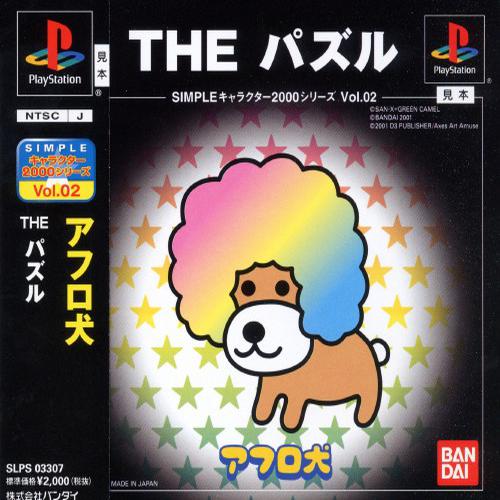 PlayStation
見本
NTSC J
SIMPLE
キャラクター
2000シリーズ
Vol.02
アフロ犬
THE パズル
SLPS 03307
標準価格¥2,000(税抜)
株式会社バンダイ
PlayStation
®
見本
THE パズル
SIMPLEキャラクター2000シリーズ Vol.02
©SAN-X+GREEN CAMEL
©BANDAI 2001
©2001 D3 PUBLISHER/Axes Art Amuse
アフロ犬
MADE IN JAPAN
BAN
DAI